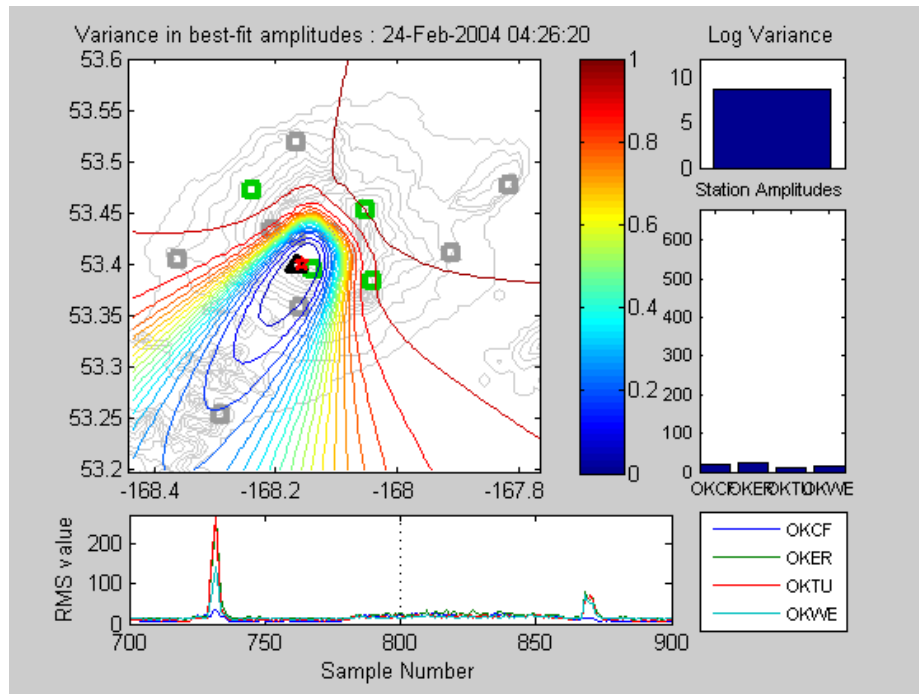 Variance in best-fit amplitudes : 24-Feb-2004 04:26:20
53.6
53.55
53.5
53.45
53.4
53.35
53.3
53.25
53.2
-168.4 -168.2 -168 -167.8
1
0.8
0.6
0.4
0.2
0
Log Variance
10
5
0
Station Amplitudes
600
500
400
300
200
100
0
OKCF OKER OKTU OKWE
RMS value
200
100
0
700 750 800 850 900
Sample Number
OKCF
OKER
OKTU
OKWE